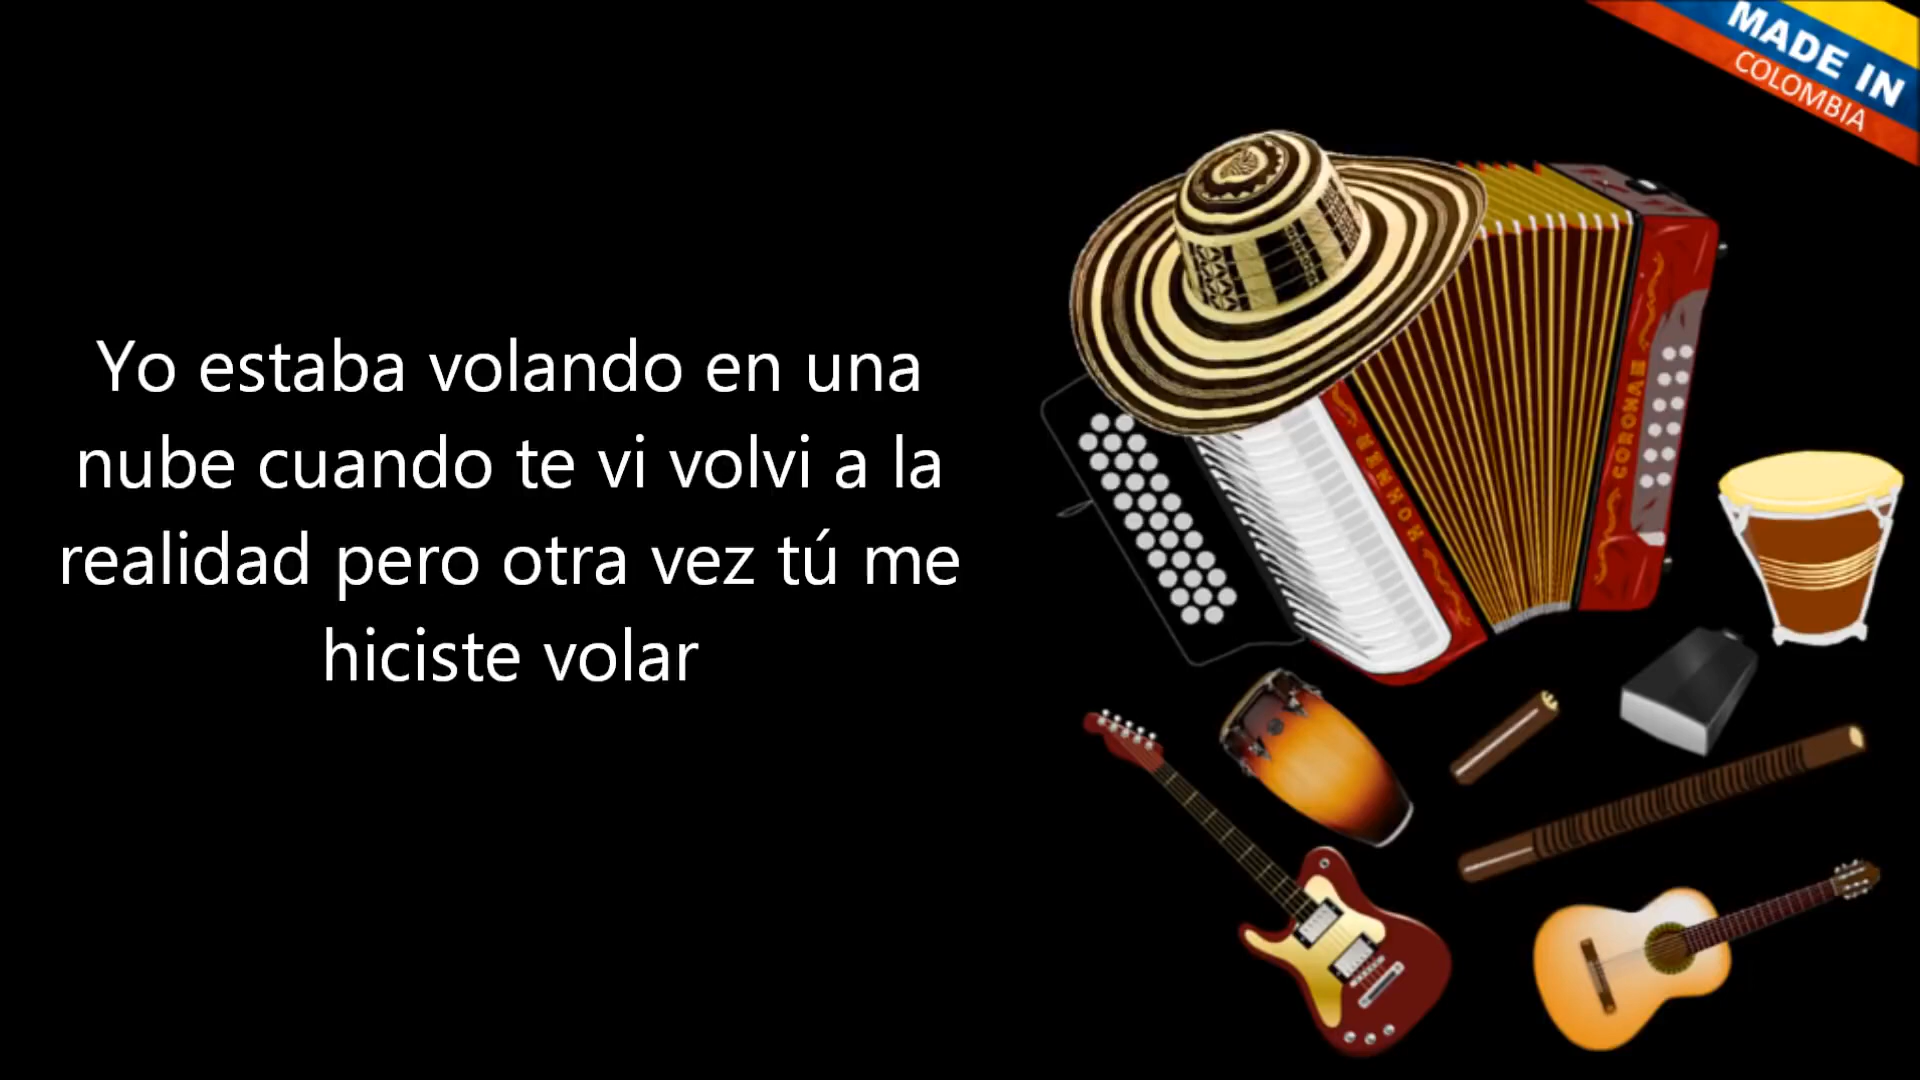 MADE IN
COLOMBIA
Yo estaba volando en una
nube cuando te vi volvi a la
realidad pero otra vez tú me
hiciste volar
HOHNER
CORONA III